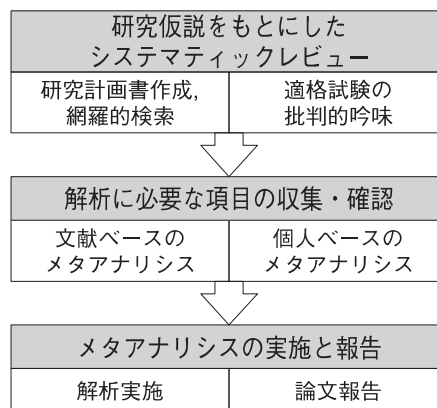 研究仮説をもとにした
システマティックレビュー
研究計画書作成,
網羅的検索
適格試験の
批判的吟味
解析に必要な項目の収集・確認
文献ベースの
メタアナリシス
個人ベースの
メタアナリシス
メタアナリシスの実施と報告
解析実施
論文報告